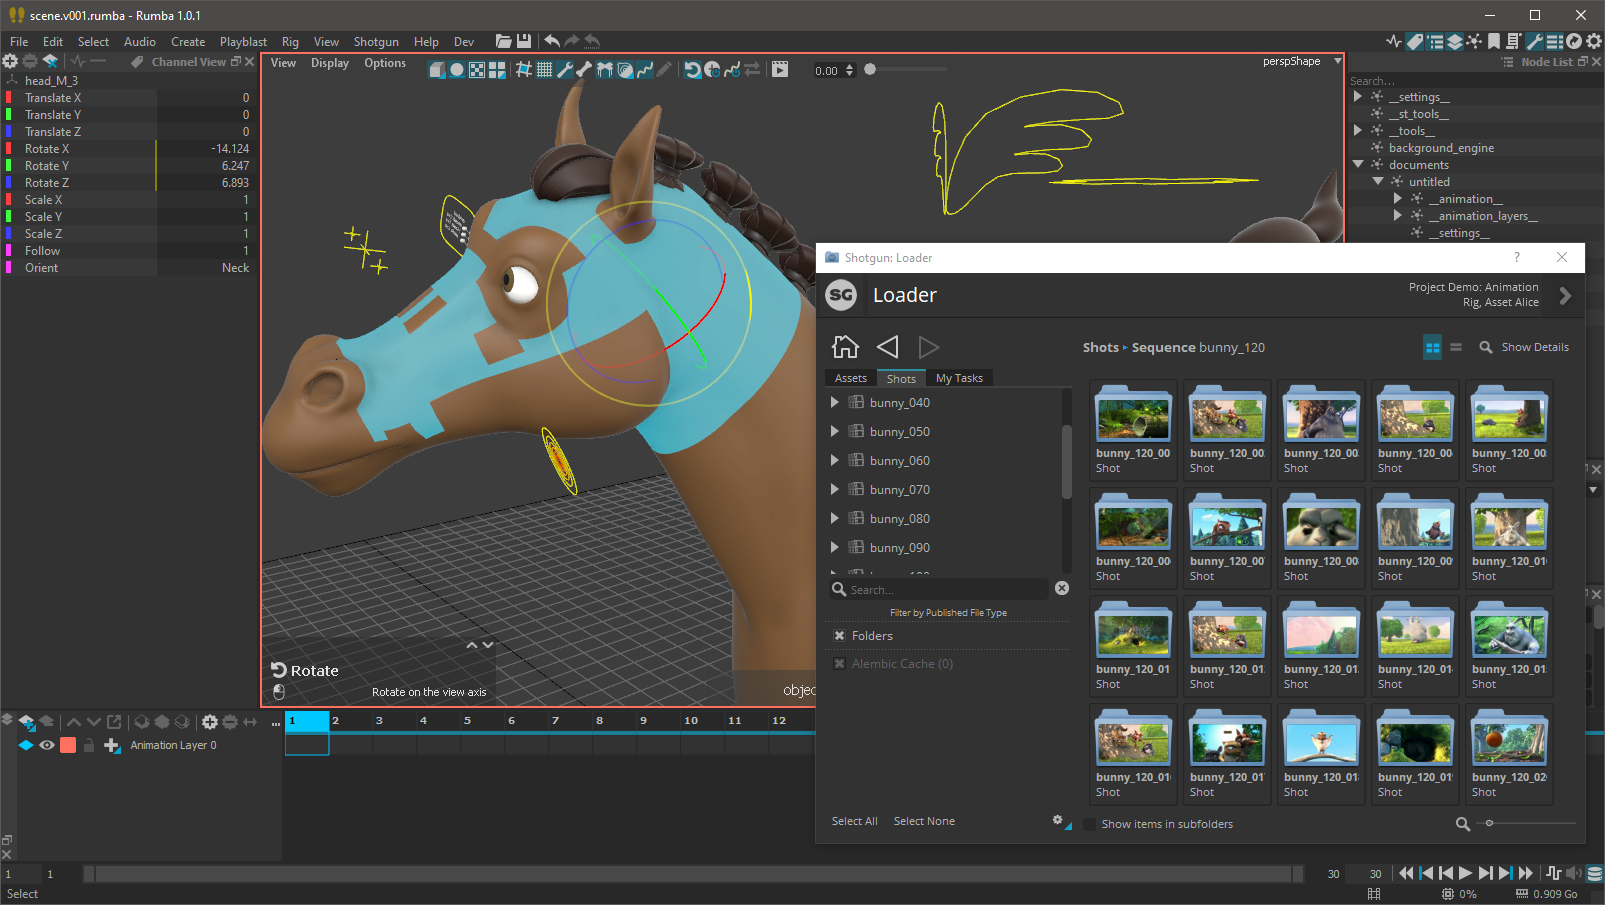 scene.v001.rumba - Rumba 1.0.1
File Edit Select Audio Create Playblast Rig View Shotgun Help Dev
Channel View
head_M_3
Translate X 0
Translate Y 0
Translate Z 0
Rotate X -14.124
Rotate Y 6.247
Rotate Z 6.893
Scale X 1
Scale Y 1
Scale Z 1
Follow 1
Orient Neck
View Display Options
0.00
perspShape
Rotate
Rotate on the view axis
objec
Node List
Search...
__settings__
__st_tools__
__tools__
background_engine
documents
untitled
__animation__
__animation_layers__
__settings__
Shotgun: Loader
?
SG
Loader
Project Demo: Animation
Rig, Asset Alice
Shots ▸ Sequence bunny_120
Show Details
Assets Shots My Tasks
bunny_040
bunny_050
bunny_060
bunny_070
bunny_080
bunny_090
Search...
Filter by Published File Type
Folders
Alembic Cache (0)
Select All Select None
bunny_120_00
Shot
bunny_120_00
Shot
bunny_120_00
Shot
bunny_120_00
Shot
bunny_120_00
Shot
bunny_120_00
Shot
bunny_120_00
Shot
bunny_120_00
Shot
bunny_120_00
Shot
bunny_120_01
Shot
bunny_120_01
Shot
bunny_120_01
Shot
bunny_120_01
Shot
bunny_120_01
Shot
bunny_120_01
Shot
bunny_120_01
Shot
bunny_120_01
Shot
bunny_120_01
Shot
bunny_120_01
Shot
bunny_120_02
Shot
Show items in subfolders
... 1 2 3 4 5 6 7 8 9 10 11 12
Animation Layer 0
1 1 30 30
Select
0% 0.909 Go